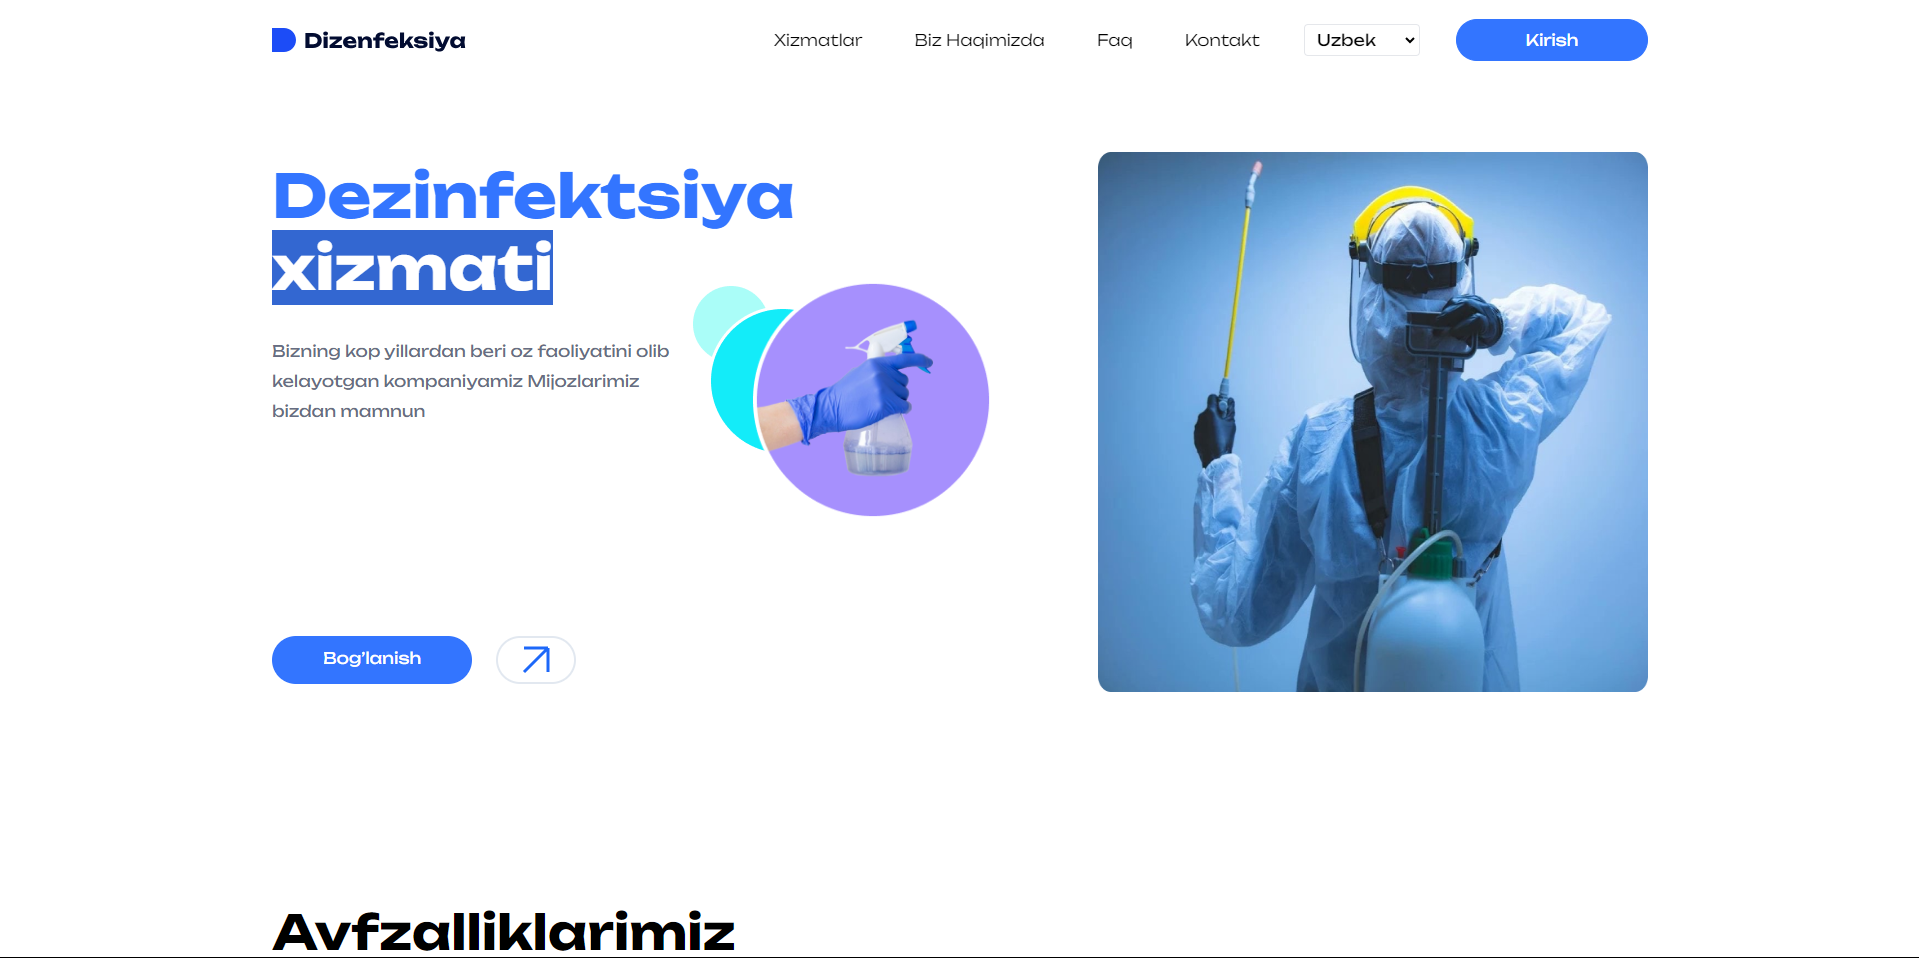 Dizenfeksiya
Xizmatlar
Biz Haqimizda
Faq
Kontakt
Uzbek
Kirish
Dezinfektsiya
xizmati
Bizning kop yillardan beri oz faoliyatini olib
kelayotgan kompaniyamiz Mijozlarimiz
bizdan mamnun
Bog'lanish
Avfzalliklarimiz